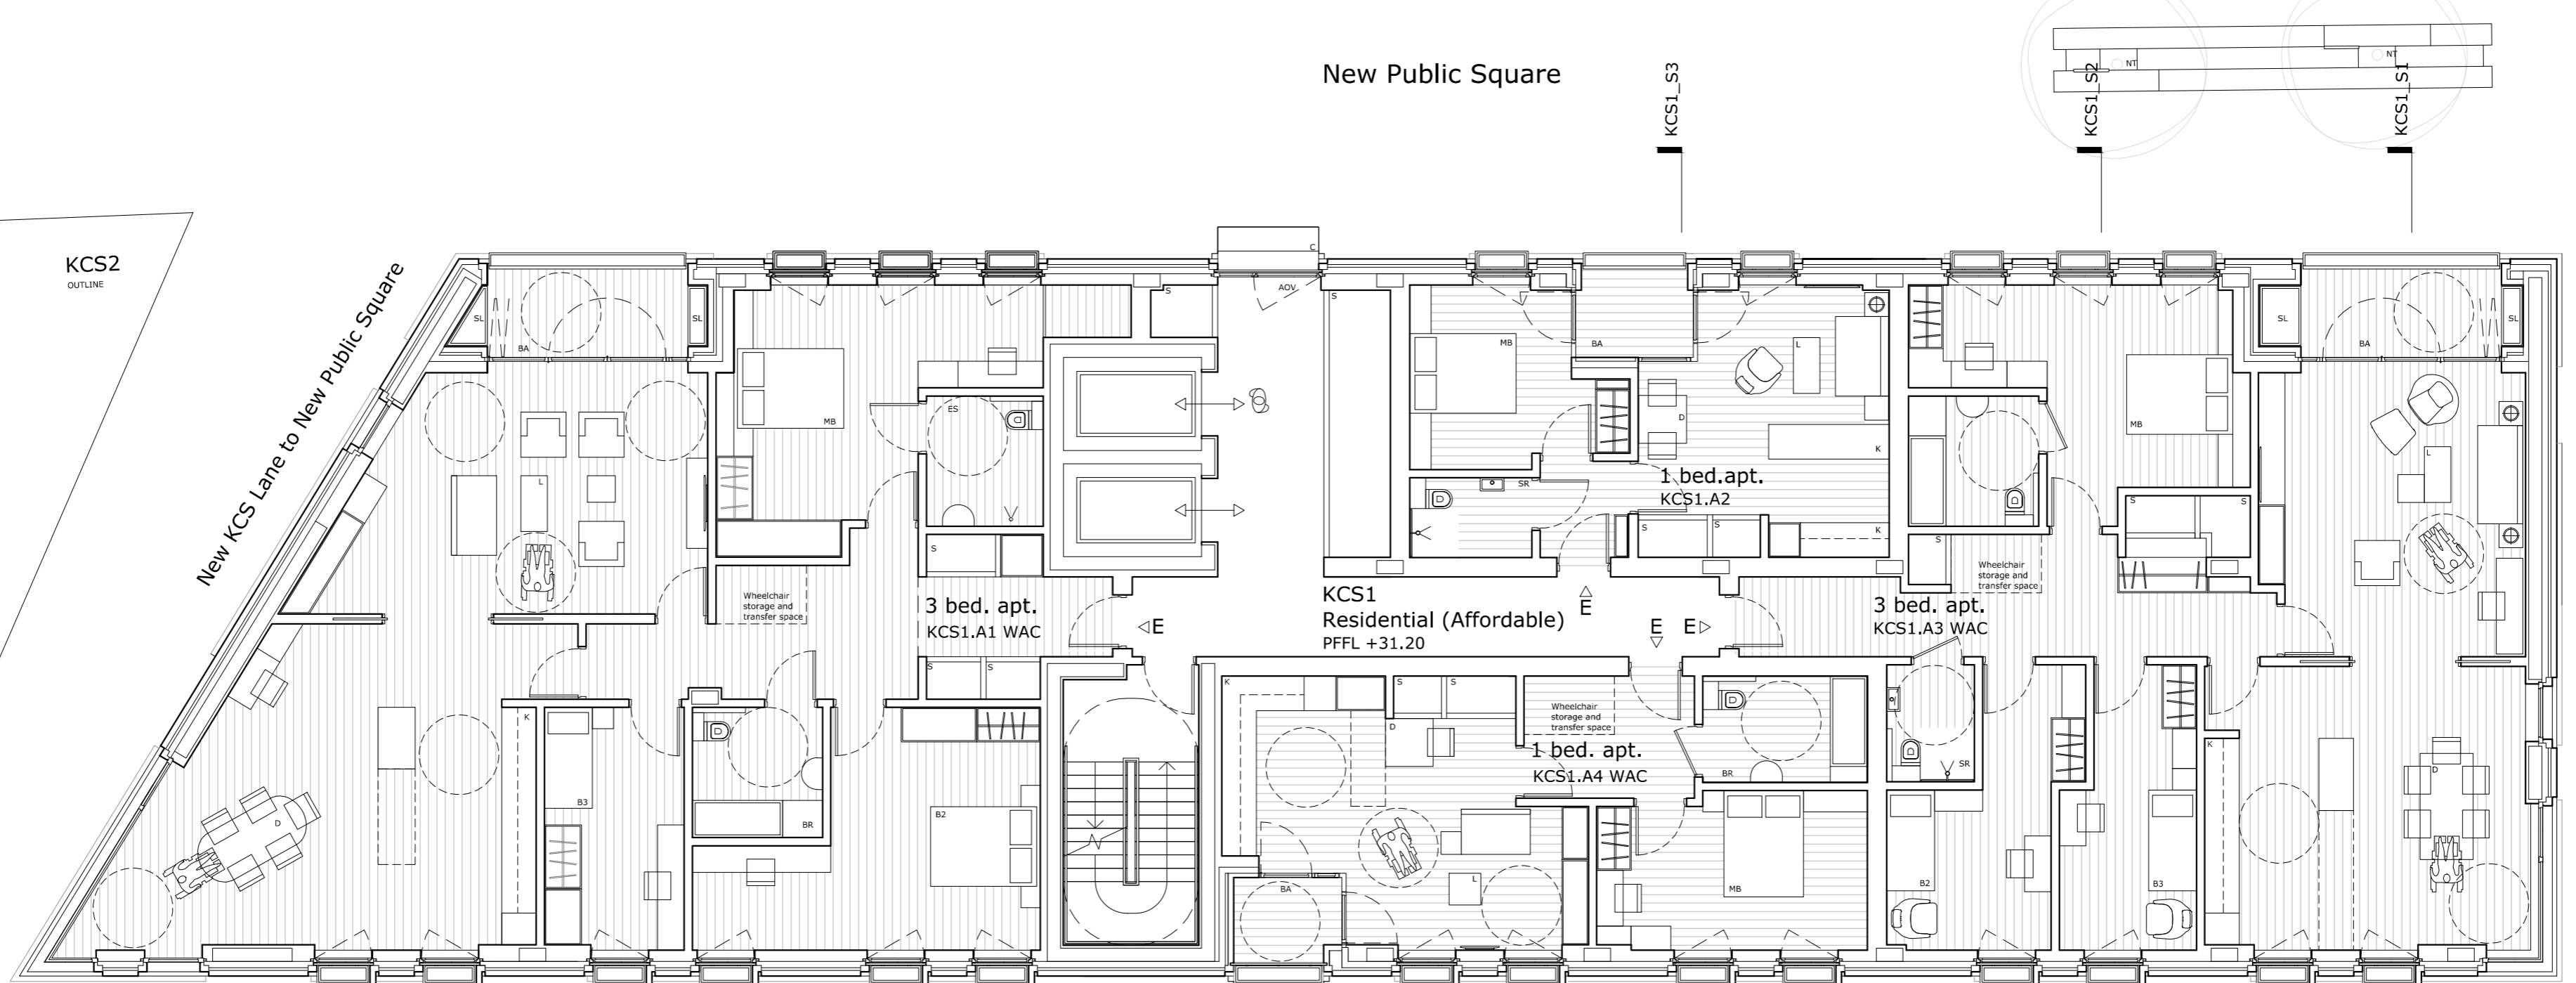 New Public Square
KCS1_S3
KCS1_S2
KCS1_S1
NT
NT
KCS2
OUTLINE
New KCS Lane to New Public Square
C
AOV
S
S
SL
SL
BA
MB
ES
L
MB
BA
L
D
K
SR
1 bed.apt.
KCS1.A2
S
S
K
MB
SL
SL
BA
L
S
S
S
Wheelchair
storage and
transfer space
3 bed. apt.
KCS1.A1 WAC
S
S
S
E
KCS1
Residential (Affordable)
PFFL +31.20
E
E
E
3 bed. apt.
KCS1.A3 WAC
Wheelchair
storage and
transfer space
K
B3
BR
B2
D
K
S
S
D
Wheelchair
storage and
transfer space
1 bed. apt.
KCS1.A4 WAC
BR
SR
BA
L
MB
B2
B3
K
D